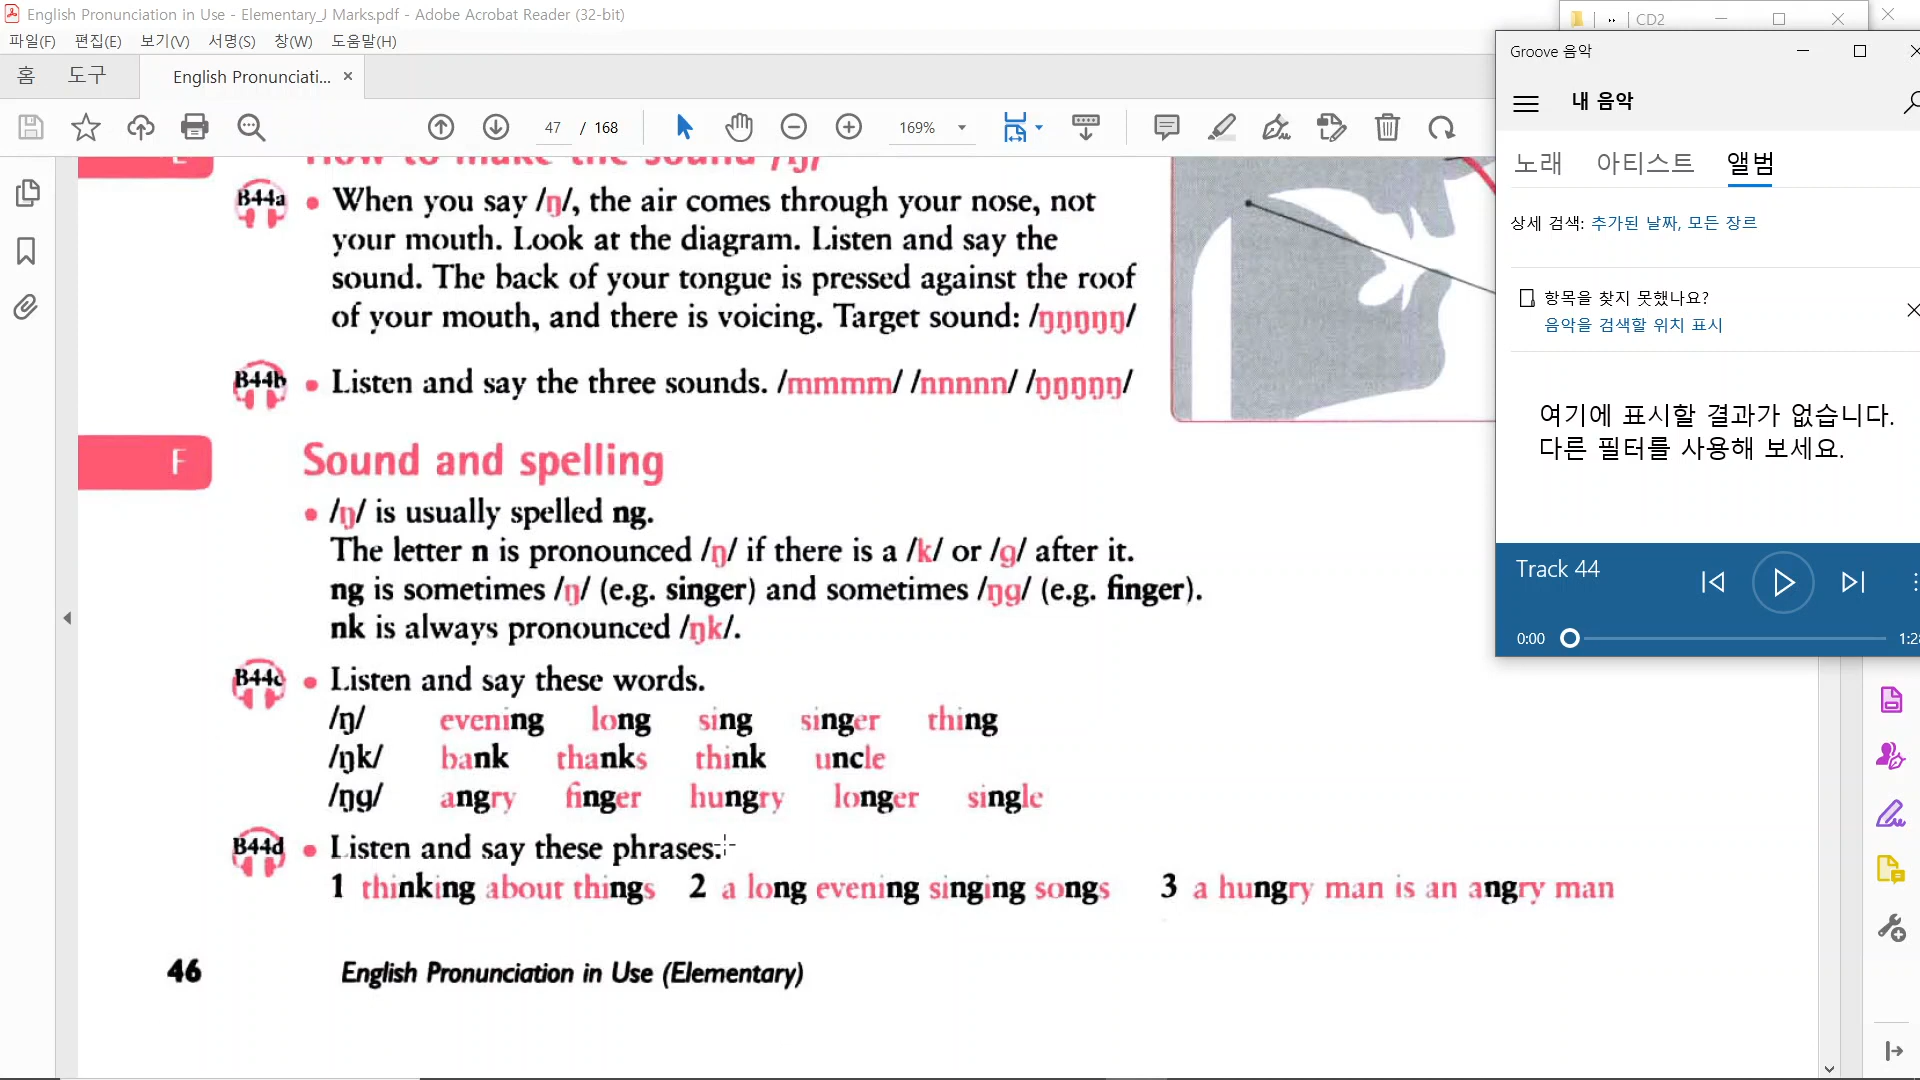 English Pronunciation in Use - Elementary_J Marks.pdf - Adobe Acrobat Reader (32-bit)
파일(F) 편집(E) 보기(V) 서명(S) 창(W) 도움말(H)
홈 도구 English Pronunciati... ×
47 / 168 169%
How to make the sound /ŋ/
B44a • When you say /ŋ/, the air comes through your nose, not
your mouth. Look at the diagram. Listen and say the
sound. The back of your tongue is pressed against the roof
of your mouth, and there is voicing. Target sound: /ŋŋŋŋŋ/
B44b • Listen and say the three sounds. /mmmm/ /nnnnn/ /ŋŋŋŋŋ/
F Sound and spelling
• /ŋ/ is usually spelled ng.
The letter n is pronounced /ŋ/ if there is a /k/ or /g/ after it.
ng is sometimes /ŋ/ (e.g. singer) and sometimes /ŋg/ (e.g. finger).
nk is always pronounced /ŋk/.
B44c • Listen and say these words.
/ŋ/ evening long sing singer thing
/ŋk/ bank thanks think uncle
/ŋg/ angry finger hungry longer single
B44d • Listen and say these phrases.
1 thinking about things 2 a long evening singing songs 3 a hungry man is an angry man
46 English Pronunciation in Use (Elementary)
CD2
Groove 음악
내 음악
노래 아티스트 앨범
상세 검색: 추가된 날짜, 모든 장르
항목을 찾지 못했나요?
음악을 검색할 위치 표시
여기에 표시할 결과가 없습니다.
다른 필터를 사용해 보세요.
Track 44
0:00